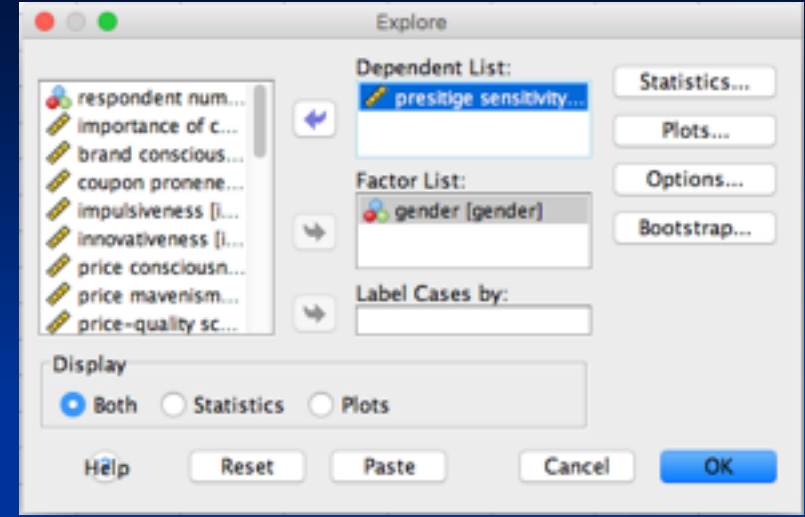 Explore
respondent num...
importance of c...
brand conscious...
coupon pronene...
impulsiveness [i...
innovativeness [i...
price consciousn...
price mavenism...
price-quality sc...
Dependent List:
presitige sensitivity...
Factor List:
gender [gender]
Label Cases by:
Statistics...
Plots...
Options...
Bootstrap...
Display
Both Statistics Plots
Help Reset Paste Cancel OK